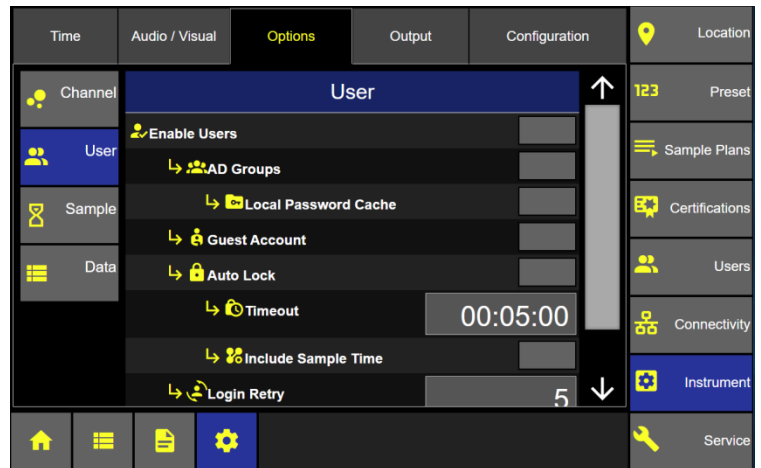 Time
Audio / Visual
Options
Output
Configuration
Location
Channel
User
123
Preset
Enable Users
User
AD Groups
Sample Plans
Local Password Cache
Sample
Certifications
Guest Account
Data
Auto Lock
Users
Timeout
00:05:00
Connectivity
Include Sample Time
Instrument
Login Retry
5
Service